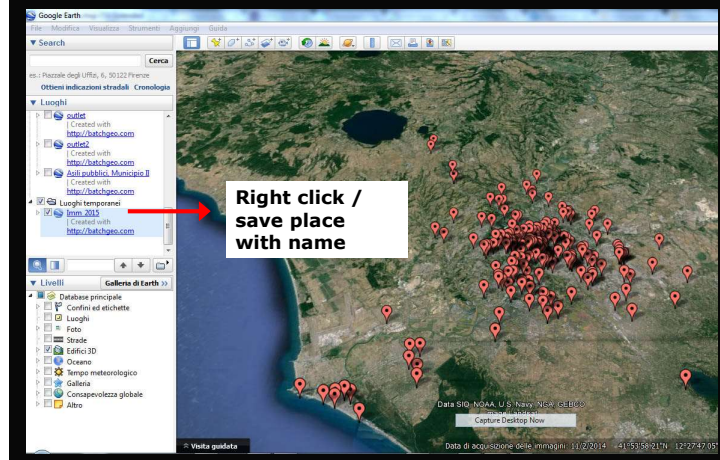 Google Earth
File Modifica Visualizza Strumenti Aggiungi Guida
▼ Search
Cerca
es.: Piazzale degli Uffizi, 6, 50122 Firenze
Ottieni indicazioni stradali Cronologia
▼ Luoghi
outlet
| Created with
http://batchgeo.com
outlet2
| Created with
http://batchgeo.com
Asili pubblici, Municipio II
| Created with
http://batchgeo.com
Luoghi temporanei
Imm 2015
| Created with
http://batchgeo.com
Right click /
save place
with name
▼ Livelli
Galleria di Earth >>
Database principale
Confini ed etichette
Luoghi
Foto
Strade
Edifici 3D
Oceano
Tempo meteorologico
Galleria
Consapevolezza globale
Altro
Data SIO, NOAA, U.S. Navy, NGA, GEBCO
Capture Desktop Now
Visita guidata
Data di acquisizione delle immagini: 11/2/2014 41°53'58.21"N 12°27'47.05"